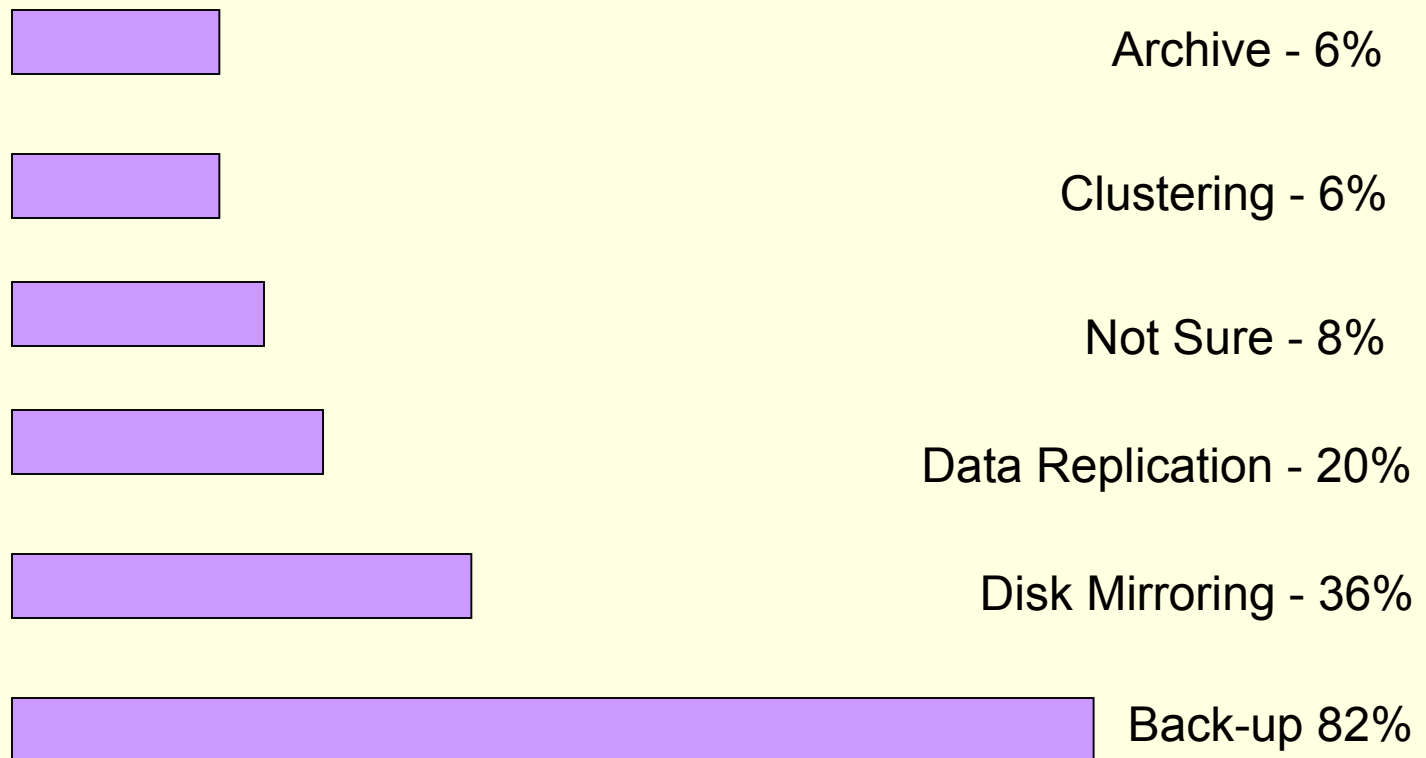 Archive - 6%
Clustering - 6%
Not Sure - 8%
Data Replication - 20%
Disk Mirroring - 36%
Back-up 82%